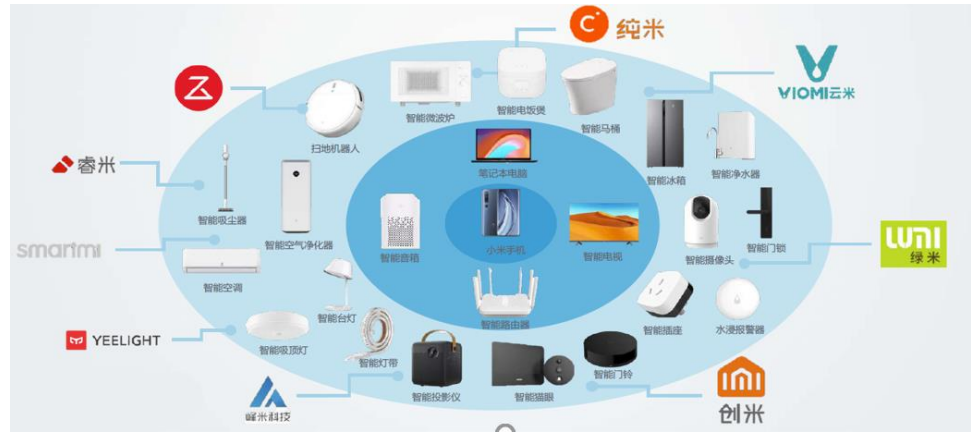 纯米
VIOMI云米
智能微波炉
智能电饭煲
智能马桶
扫地机器人
笔记本电脑
智能冰箱
智能净水器
睿米
智能吸尘器
智能空气净化器
智能音箱
小米手机
智能电视
智能摄像头
智能门锁
smartmi
智能空调
LUMI
绿米
智能台灯
智能路由器
智能插座
水浸报警器
YEELIGHT
智能吸顶灯
智能灯带
智能投影仪
智能猫眼
智能门铃
峰米科技
创米